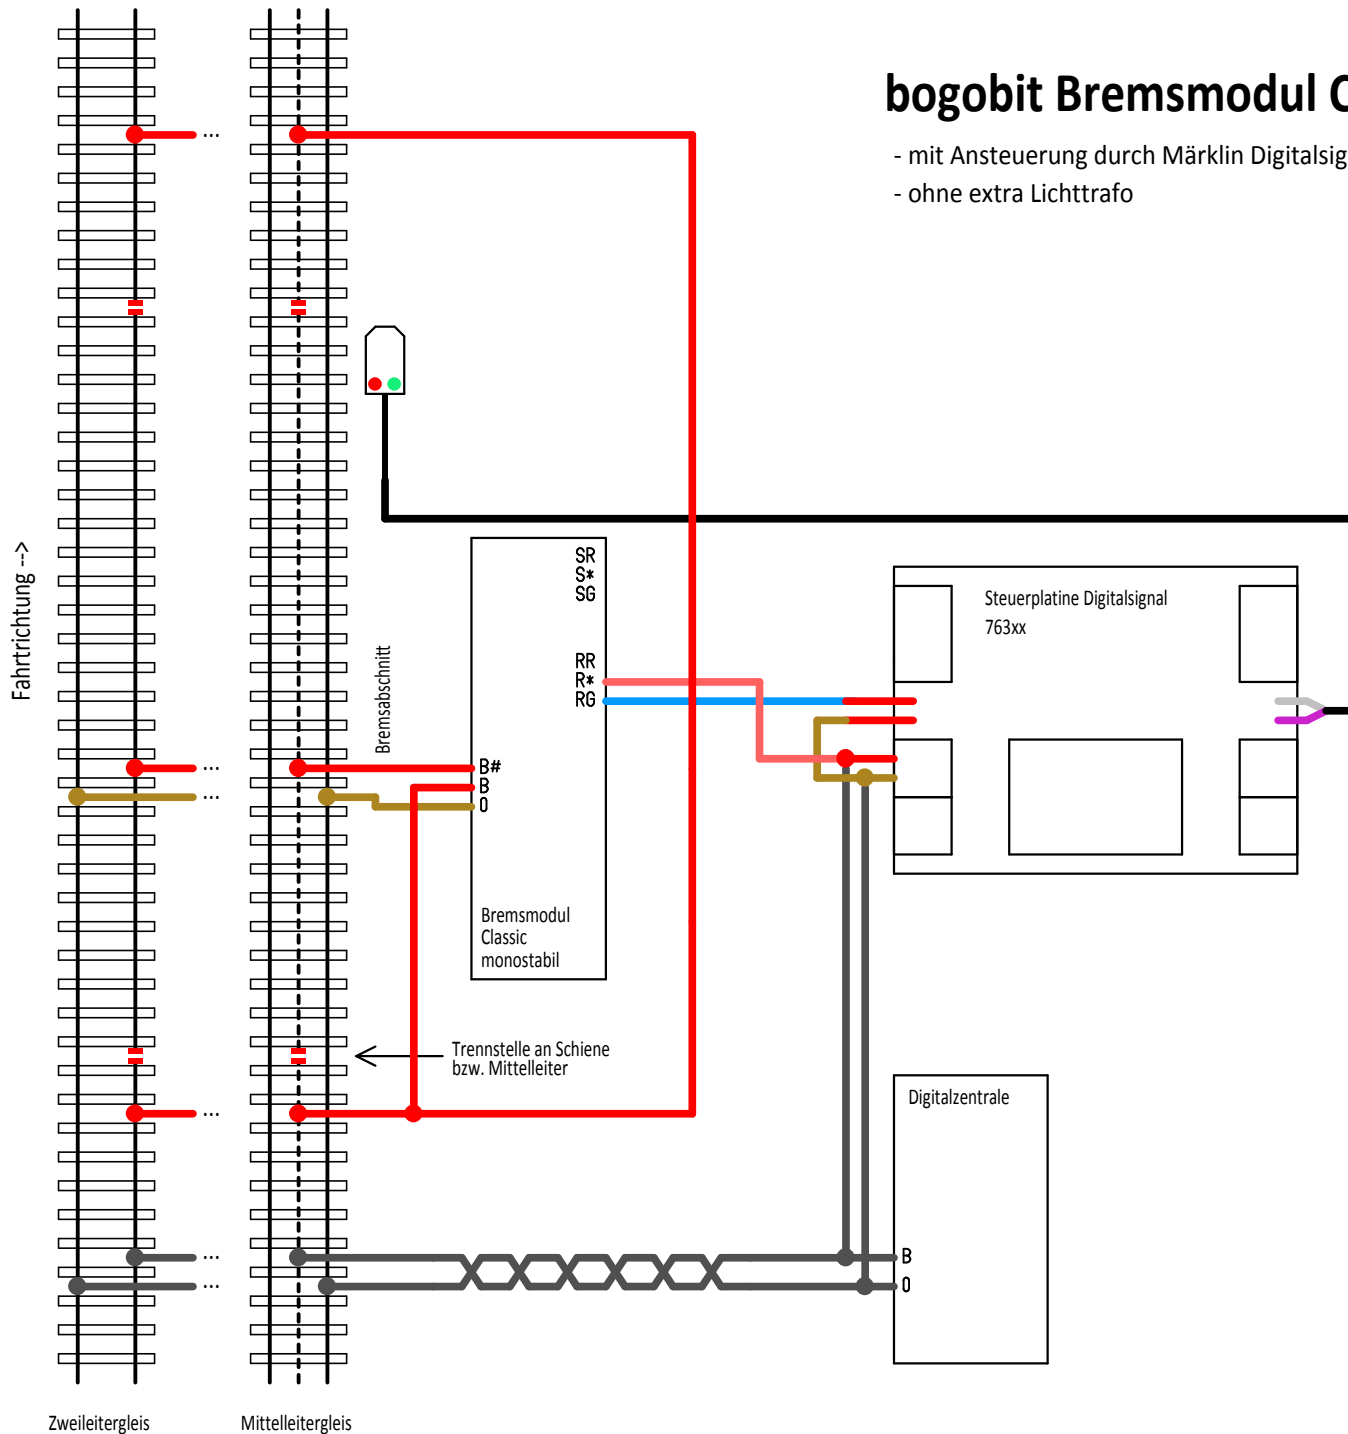 bogobit Bremsmodul C
- mit Ansteuerung durch Märklin Digitalsig
- ohne extra Lichttrafo
...
Fahrtrichtung -->
Bremsabschnitt
SR
S*
SG
RR
R*
RG
B#
B
0
...
...
Bremsmodul
Classic
monostabil
Steuerplatine Digitalsignal
763xx
Trennstelle an Schiene
bzw. Mittelleiter
...
Digitalzentrale
B
0
...
...
Zweileitergleis
Mittelleitergleis